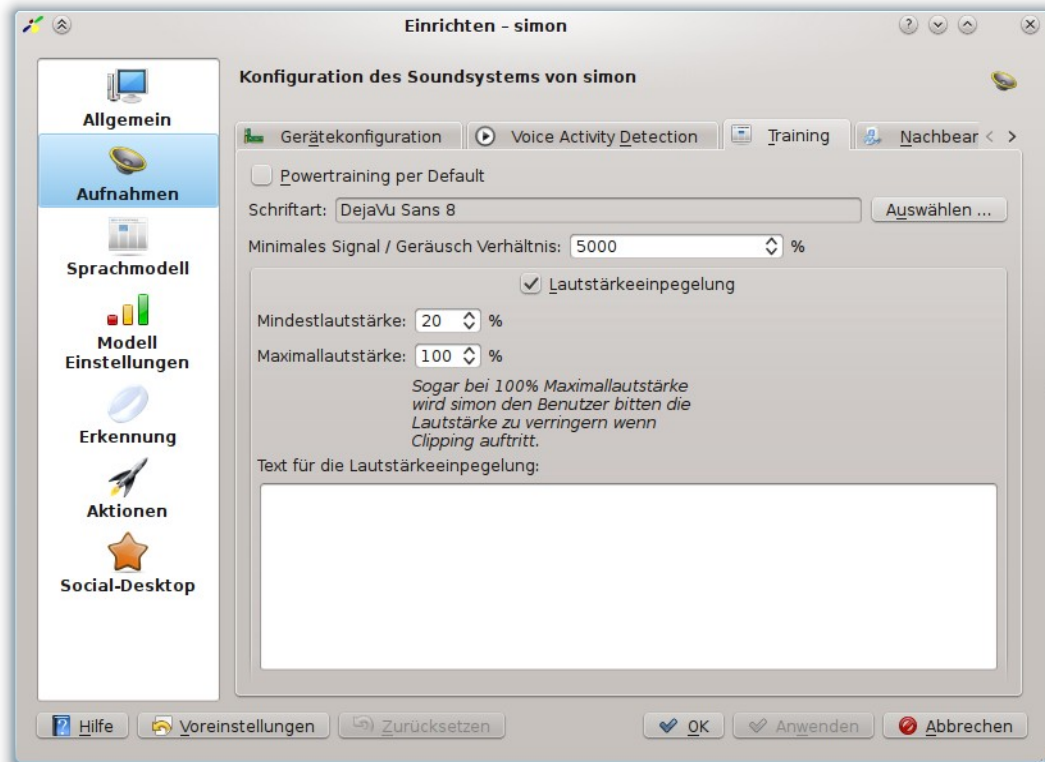 Einrichten – simon
Allgemein
Aufnahmen
Sprachmodell
Modell
Einstellungen
Erkennung
Aktionen
Social-Desktop
Konfiguration des Soundsystems von simon
Gerätekonfiguration
Voice Activity Detection
Training
Nachbear
Powertraining per Default
Schriftart: DejaVu Sans 8 Auswählen ...
Minimales Signal / Geräusch Verhältnis: 5000 %
Lautstärkeeinpegelung
Mindestlautstärke: 20 %
Maximallautstärke: 100 %
Sogar bei 100% Maximallautstärke
wird simon den Benutzer bitten die
Lautstärke zu verringern wenn
Clipping auftritt.
Text für die Lautstärkeeinpegelung:
Hilfe Voreinstellungen Zurücksetzen OK Anwenden Abbrechen